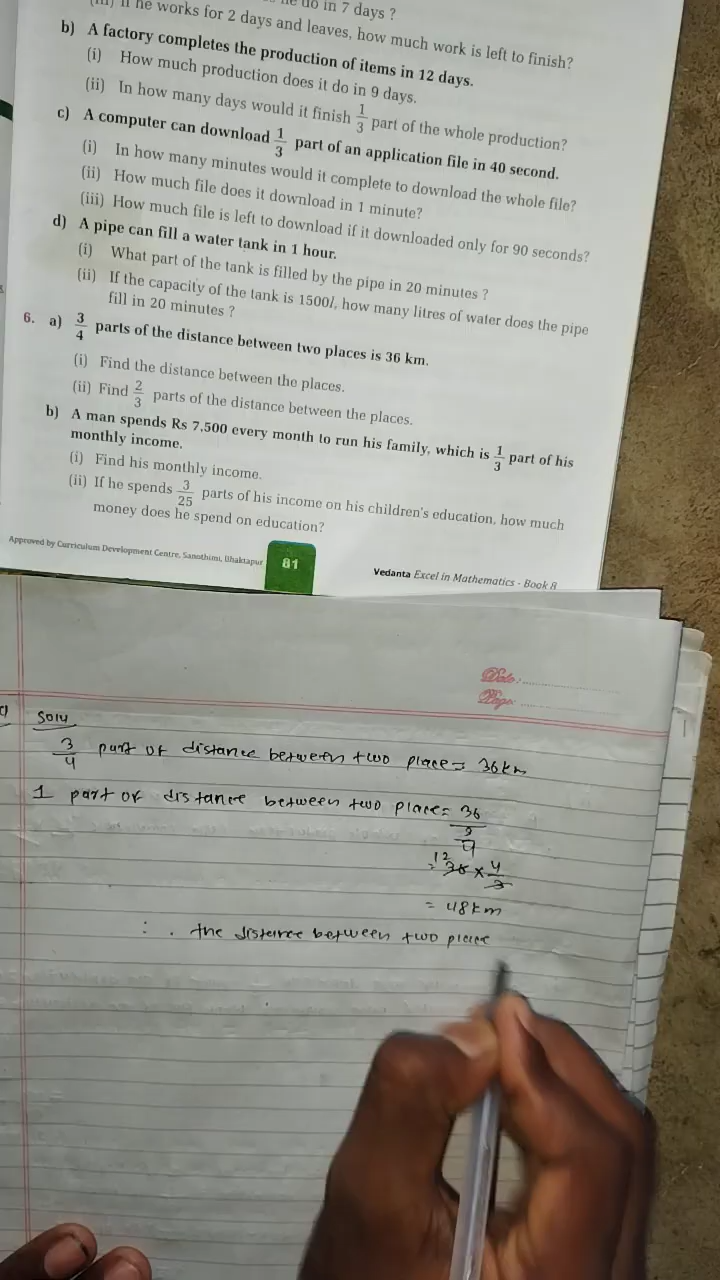 he works for 2 days and leaves, how much work is left to finish?
do in 7 days ?
b) A factory completes the production of items in 12 days.
(i) How much production does it do in 9 days.
(ii) In how many days would it finish 1/3 part of the whole production?
c) A computer can download 1/3 part of an application file in 40 second.
(i) In how many minutes would it complete to download the whole file?
(ii) How much file does it download in 1 minute?
(iii) How much file is left to download if it downloaded only for 90 seconds?
d) A pipe can fill a water tank in 1 hour.
(i) What part of the tank is filled by the pipe in 20 minutes ?
(ii) If the capacity of the tank is 1500l, how many litres of water does the pipe
fill in 20 minutes ?
6. a) 3/4 parts of the distance between two places is 36 km.
(i) Find the distance between the places.
(ii) Find 2/3 parts of the distance between the places.
b) A man spends Rs 7,500 every month to run his family, which is 1/3 part of his
monthly income.
(i) Find his monthly income.
(ii) If he spends 3/25 parts of his income on his children's education, how much
money does he spend on education?
Approved by Curriculum Development Centre, Sanothimi, Bhaktapur
81
Vedanta Excel in Mathematics - Book 8
Date:
Page:
Soln
3/4 part of distance between two place = 36km
1 part of distance between two place = 36
3/4
= 12 36 × 4/3
= 48km
∴ the distance between two place